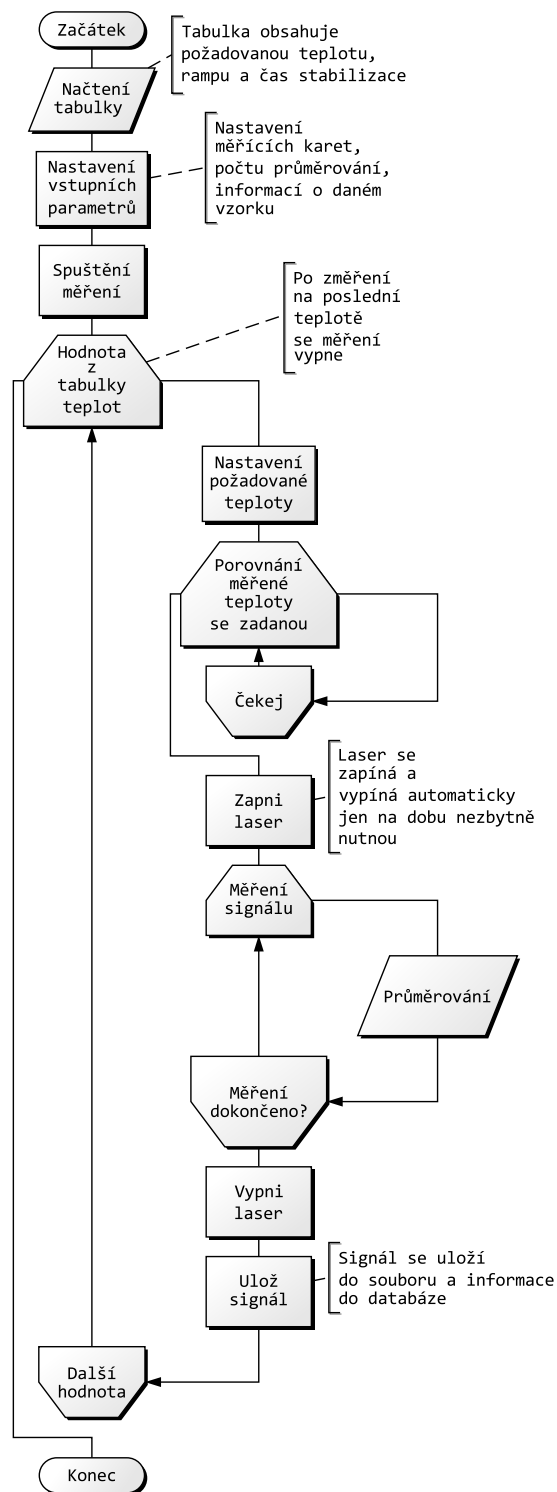 Začátek
Tabulka obsahuje
požadovanou teplotu,
rampu a čas stabilizace
Načtení
tabulky
Nastavení
měřících karet,
počtu průměrování,
informací o daném
vzorku
Nastavení
vstupních
parametrů
Spuštění
měření
Po změření
na poslední
teplotě
se měření
vypne
Hodnota
z
tabulky
teplot
Nastavení
požadované
teploty
Porovnání
měřené
teploty
se zadanou
Čekej
Laser se
zapíná a
vypíná automaticky
jen na dobu nezbytně
nutnou
Zapni
laser
Měření
signálu
Průměrování
Měření
dokončeno?
Vypni
laser
Signál se uloží
do souboru a informace
do databáze
Ulož
signál
Další
hodnota
Konec